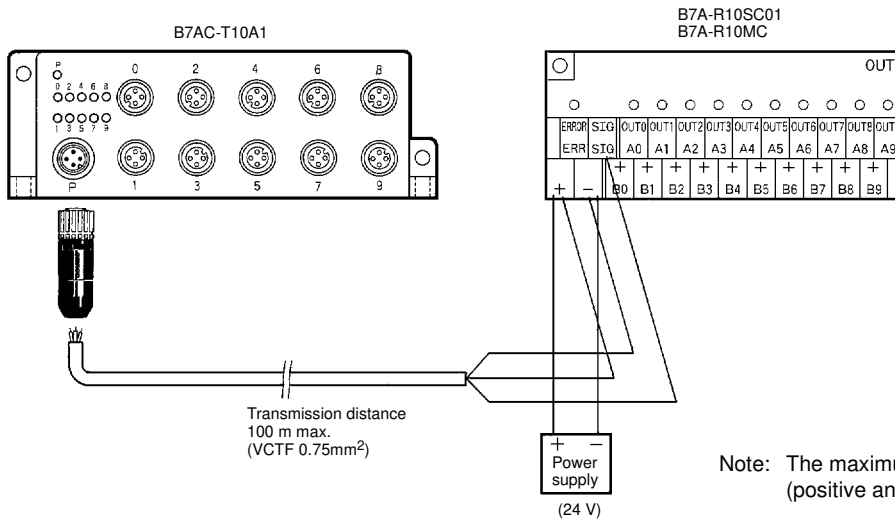 B7AC-T10A1
B7A-R10SC01
B7A-R10MC
P
0 2 4 6 8
1 3 5 7 9
0 2 4 6 8
P 1 3 5 7 9
OUT
ERROR SIG OUT0 OUT1 OUT2 OUT3 OUT4 OUT5 OUT6 OUT7 OUT8 OUT
ERR SIG A0 A1 A2 A3 A4 A5 A6 A7 A8 A9
+ + + + + + + + + +
+ − B0 B1 B2 B3 B4 B5 B6 B7 B8 B9
Transmission distance
100 m max.
(VCTF 0.75mm²)
+ −
Power
supply
(24 V)
Note: The maximu
(positive an